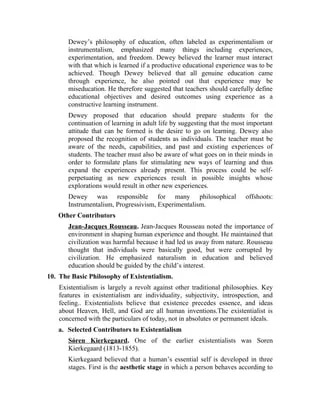 Dewey's philosophy of education, often labeled as experimentalism or
instrumentalism, emphasized many things including experiences,
experimentation, and freedom. Dewey believed the learner must interact
with that which is learned if a productive educational experience was to be
achieved. Though Dewey believed that all genuine education came
through experience, he also pointed out that experience may be
miseducation. He therefore suggested that teachers should carefully define
educational objectives and desired outcomes using experience as a
constructive learning instrument.
Dewey proposed that education should prepare students for the
continuation of learning in adult life by suggesting that the most important
attitude that can be formed is the desire to go on learning. Dewey also
proposed the recognition of students as individuals. The teacher must be
aware of the needs, capabilities, and past and existing experiences of
students. The teacher must also be aware of what goes on in their minds in
order to formulate plans for stimulating new ways of learning and thus
expand the experiences already present. This process could be self-
perpetuating as new experiences result in possible insights whose
explorations would result in other new experiences.
Dewey was responsible for many philosophical offshoots:
Instrumentalism, Progressivism, Experimentalism.
Other Contributors
Jean-Jacques Rousseau. Jean-Jacques Rousseau noted the importance of
environment in shaping human experience and thought. He maintained that
civilization was harmful because it had led us away from nature. Rousseau
thought that individuals were basically good, but were corrupted by
civilization. He emphasized naturalism in education and believed
education should be guided by the child's interest.
10. The Basic Philosophy of Existentialism.
Existentialism is largely a revolt against other traditional philosophies. Key
features in existentialism are individuality, subjectivity, introspection, and
feeling.. Existentialists believe that existence precedes essence, and ideas
about Heaven, Hell, and God are all human inventions.The existentialist is
concerned with the particulars of today, not in absolutes or permanent ideals.
a. Selected Contributors to Existentialism
Sören Kierkegaard. One of the earlier existentialists was Soren
Kierkegaard (1813-1855).
Kierkegaard believed that a human's essential self is developed in three
stages. First is the aesthetic stage in which a person behaves according to